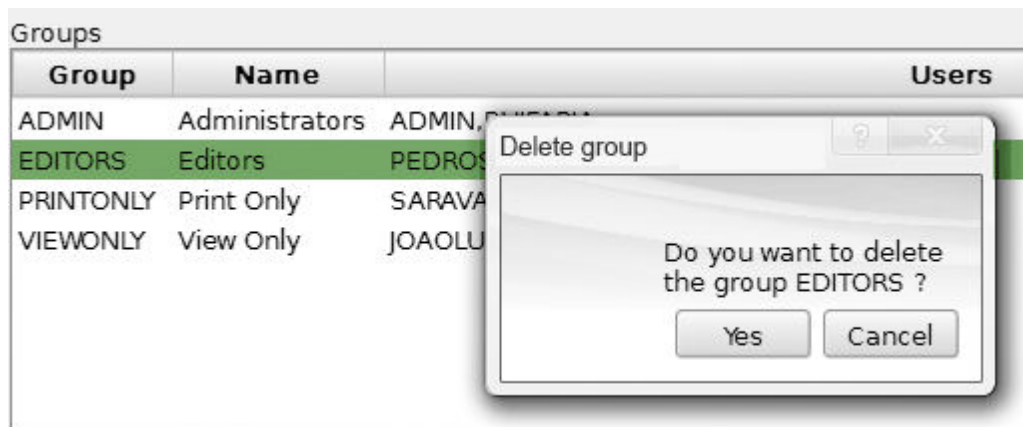 Groups
Group Name Users
ADMIN Administrators ADMIN,
EDITORS Editors
PRINTONLY Print Only
VIEWONLY View Only
Delete group
Do you want to delete
the group EDITORS ?
Yes Cancel